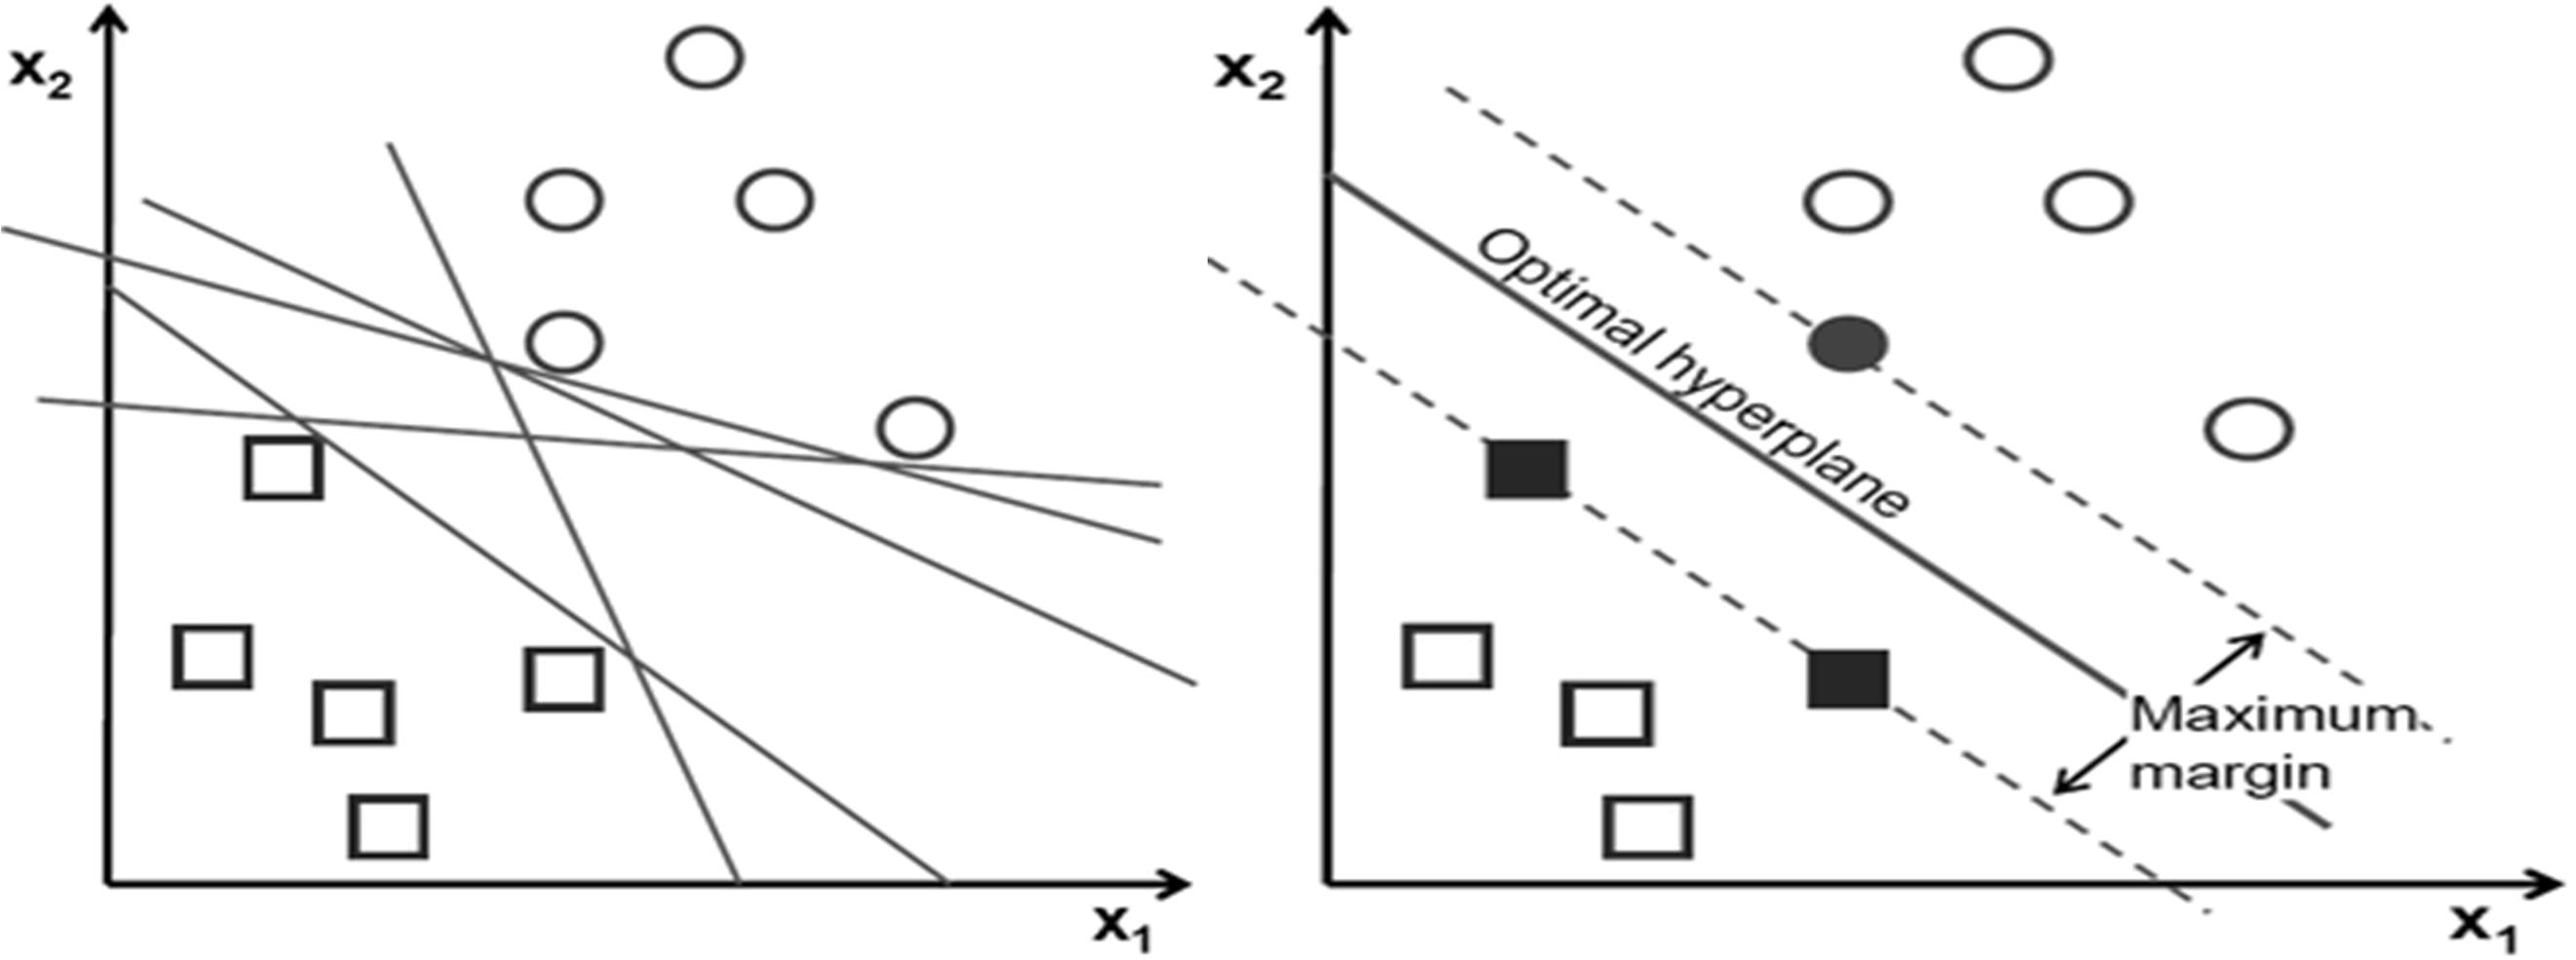 x₂
x₁
x₂
Optimal hyperplane
Maximum
margin
x₁